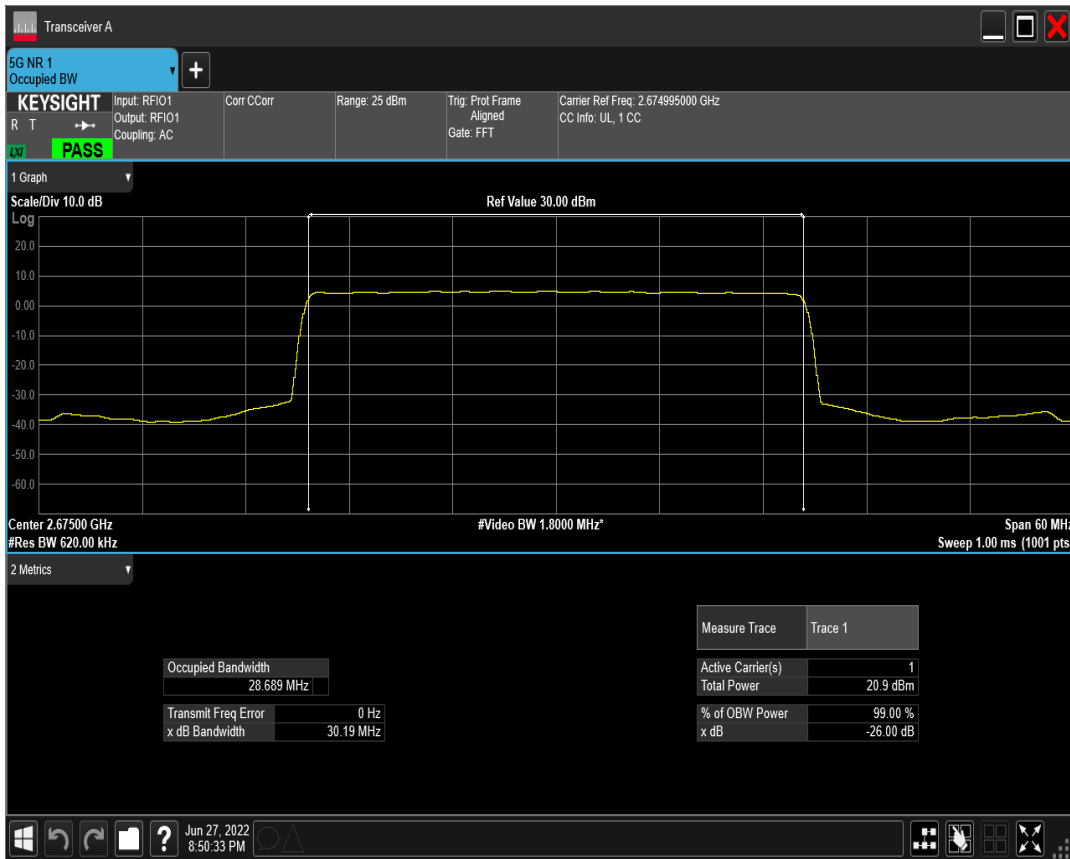 Transceiver A
5G NR 1
Occupied BW
+
KEYSIGHT
R T
LXI
PASS
Input: RFIO1
Output: RFIO1
Coupling: AC
Corr CCorr
Range: 25 dBm
Trig: Prot Frame
Aligned
Gate: FFT
Carrier Ref Freq: 2.674995000 GHz
CC Info: UL, 1 CC
1 Graph
Scale/Div 10.0 dB
Ref Value 30.00 dBm
Log
20.0
10.0
0.00
-10.0
-20.0
-30.0
-40.0
-50.0
-60.0
Center 2.67500 GHz
#Video BW 1.8000 MHz*
Span 60 MHz
#Res BW 620.00 kHz
Sweep 1.00 ms (1001 pts
2 Metrics
Measure Trace Trace 1
Occupied Bandwidth
28.689 MHz
Active Carrier(s) 1
Total Power 20.9 dBm
Transmit Freq Error 0 Hz
x dB Bandwidth 30.19 MHz
% of OBW Power 99.00 %
x dB -26.00 dB
?
Jun 27, 2022
8:50:33 PM